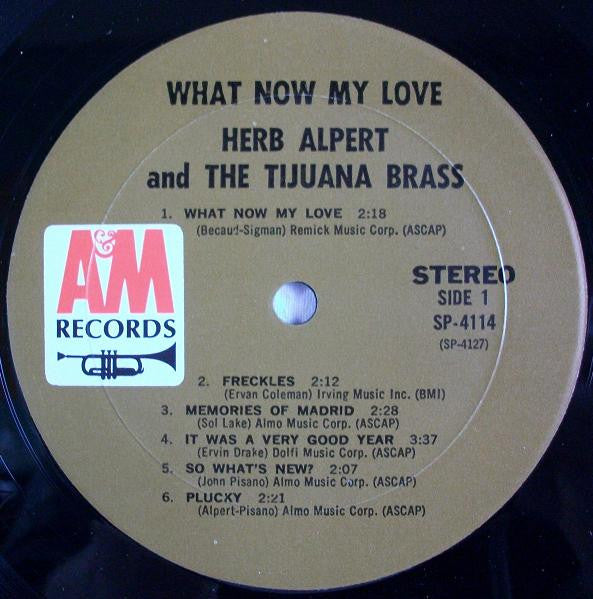 WHAT NOW MY LOVE
HERB ALPERT
and THE TIJUANA BRASS
1. WHAT NOW MY LOVE 2:18
(Becaud-Sigman) Remick Music Corp. (ASCAP)
A&M
RECORDS
STEREO
SIDE 1
SP-4114
(SP-4127)
2. FRECKLES 2:12
(Ervan Coleman) Irving Music Inc. (BMI)
3. MEMORIES OF MADRID 2:28
(Sol Lake) Almo Music Corp. (ASCAP)
4. IT WAS A VERY GOOD YEAR 3:37
(Ervin Drake) Dolfi Music Corp. (ASCAP)
5. SO WHAT'S NEW? 2:07
(John Pisano) Almo Music Corp. (ASCAP)
6. PLUCKY 2:21
(Alpert-Pisano) Almo Music Corp. (ASCAP)